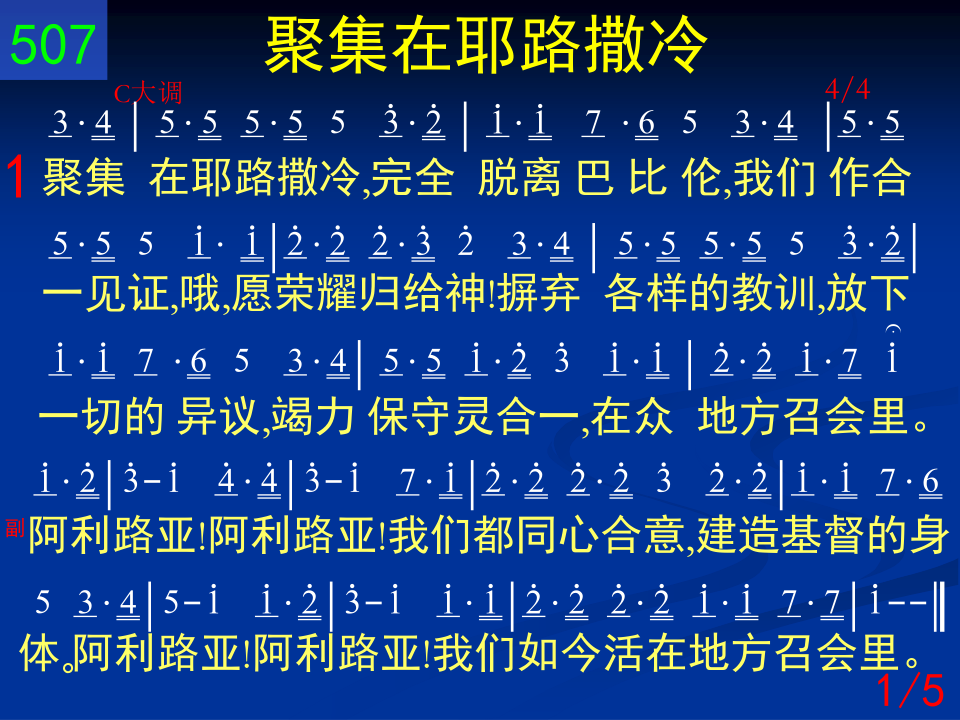 507
聚集在耶路撒冷
C大调 4/4
3·4 | 5·5 5·5 5 3̇·2̇ | 1̇·1̇ 7·6 5 3·4 | 5·5
1 聚集 在耶路撒冷,完全 脱离 巴 比 伦,我们 作合
5·5 5 1̇·1̇ | 2̇·2̇ 2̇·3̇ 2̇ 3·4 | 5·5 5·5 5 3̇·2̇ |
一见证,哦,愿荣耀归给神!摒弃 各样的教训,放下
1̇·1̇ 7·6 5 3·4 | 5·5 1̇·2̇ 3̇ 1̇·1̇ | 2̇·2̇ 1̇·7 1̇
一切的 异议,竭力 保守灵合一,在众 地方召会里。
1̇·2̇ | 3̇-1̇ 4̇·4̇ | 3̇-1̇ 7·1̇ | 2̇·2̇ 2̇·2̇ 3̇ 2̇·2̇ | 1̇·1̇ 7·6
副 阿利路亚!阿利路亚!我们都同心合意,建造基督的身
5 3·4 | 5-1̇ 1̇·2̇ | 3̇-1̇ 1̇·1̇ | 2̇·2̇ 2̇·2̇ 1̇·1̇ 7·7 | 1̇-- ‖
体。阿利路亚!阿利路亚!我们如今活在地方召会里。
1/5